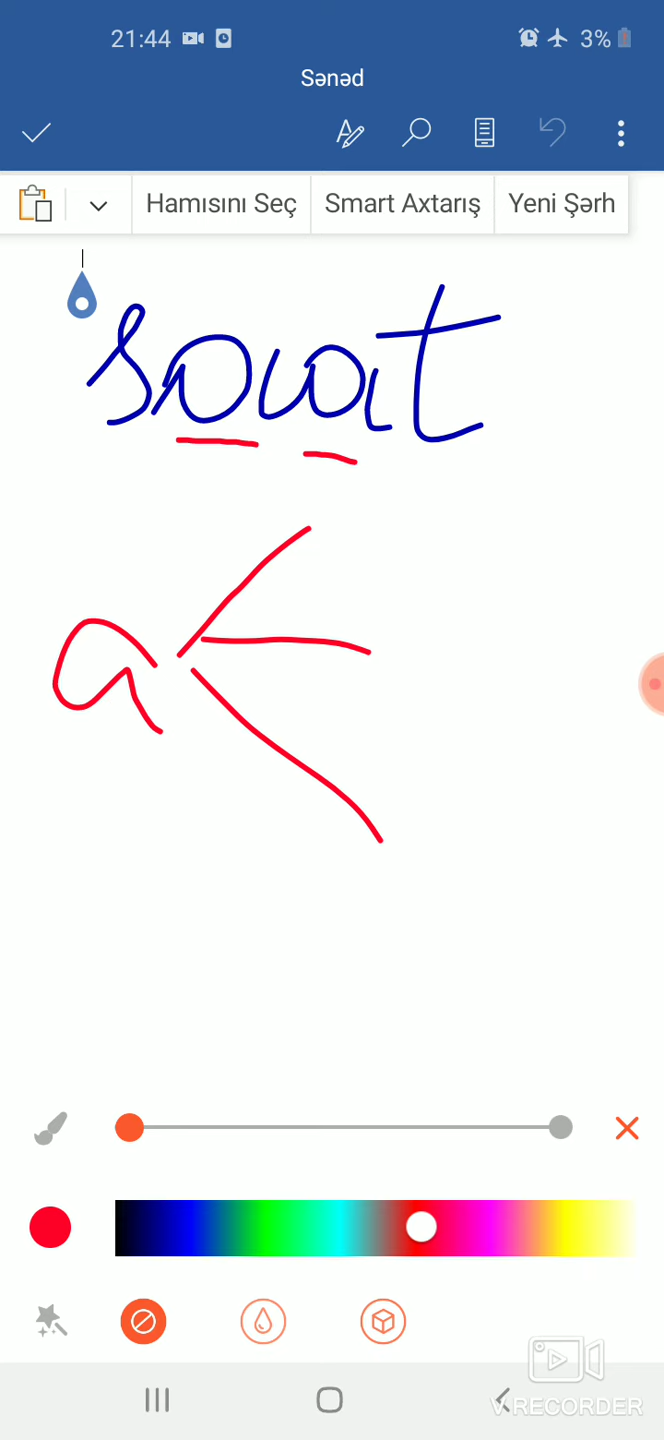 21:44
3%
Sənəd
Hamısını Seç Smart Axtarış Yeni Şərh
saat
a
V RECORDER